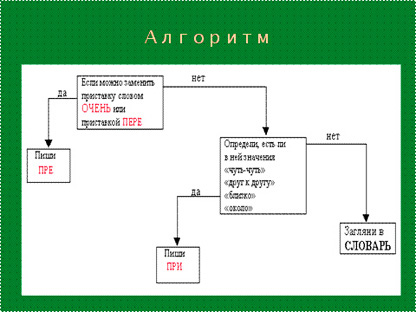 Алгоритм
Если можно заменить
приставку словом
ОЧЕНЬ или
приставкой ПЕРЕ
да
нет
Пиши
ПРЕ
Определи, есть ли
в ней значения
«чуть-чуть»
«друг к другу»
«близко»
«около»
да
нет
Пиши
ПРИ
Загляни в
СЛОВАРЬ